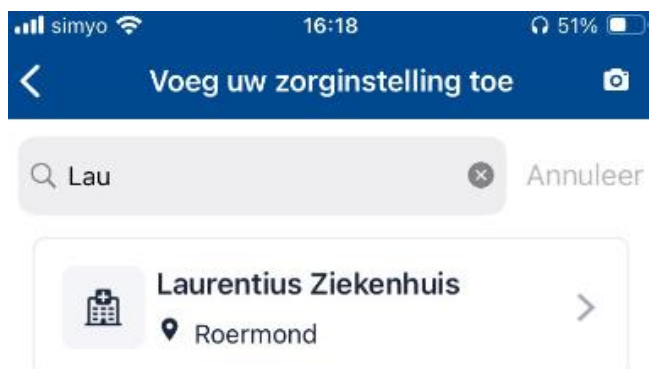 simyo 16:18 51%
Voeg uw zorginstelling toe
Lau Annuleer
Laurentius Ziekenhuis
Roermond